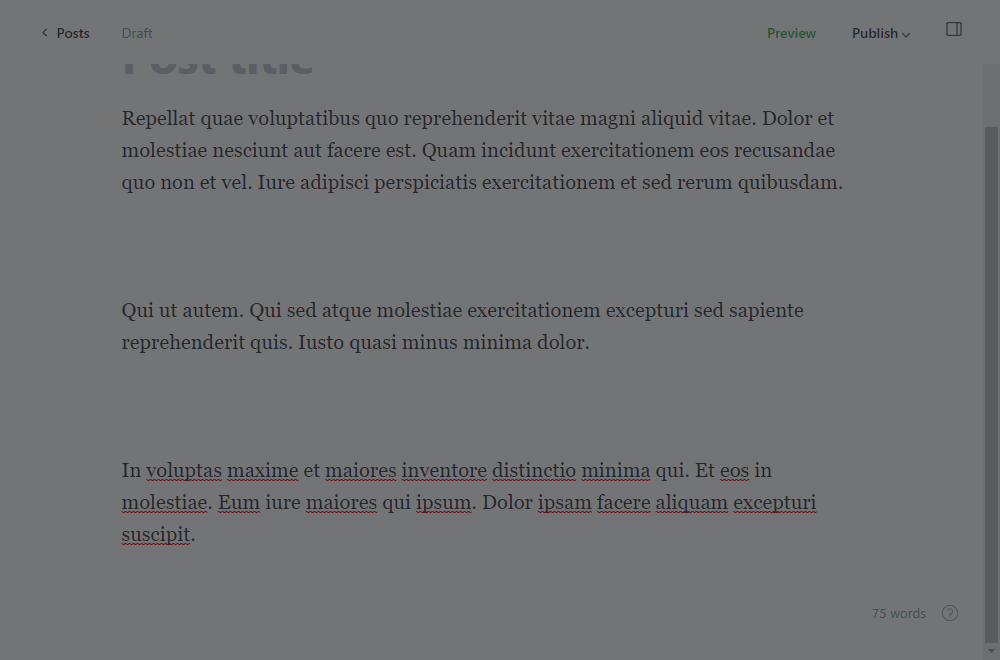 Posts Draft Preview Publish
Post title
Repellat quae voluptatibus quo reprehenderit vitae magni aliquid vitae. Dolor et
molestiae nesciunt aut facere est. Quam incidunt exercitationem eos recusandae
quo non et vel. Iure adipisci perspiciatis exercitationem et sed rerum quibusdam.
Qui ut autem. Qui sed atque molestiae exercitationem excepturi sed sapiente
reprehenderit quis. Iusto quasi minus minima dolor.
In voluptas maxime et maiores inventore distinctio minima qui. Et eos in
molestiae. Eum iure maiores qui ipsum. Dolor ipsam facere aliquam excepturi
suscipit.
75 words ?